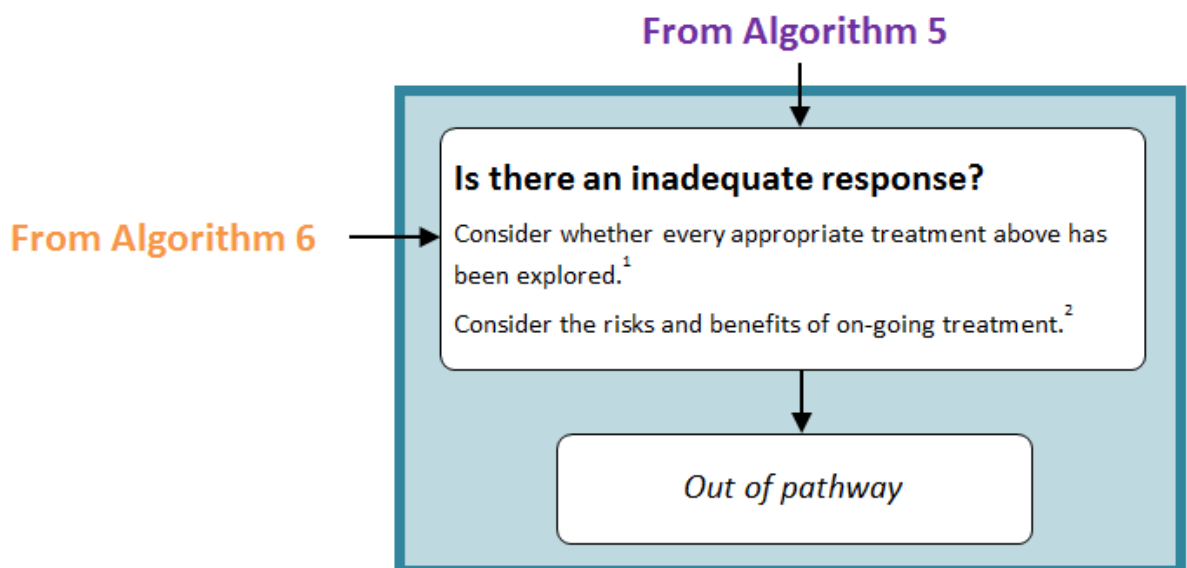 From Algorithm 5
Is there an inadequate response?
From Algorithm 6
Consider whether every appropriate treatment above has
been explored.1
Consider the risks and benefits of on-going treatment.2
Out of pathway